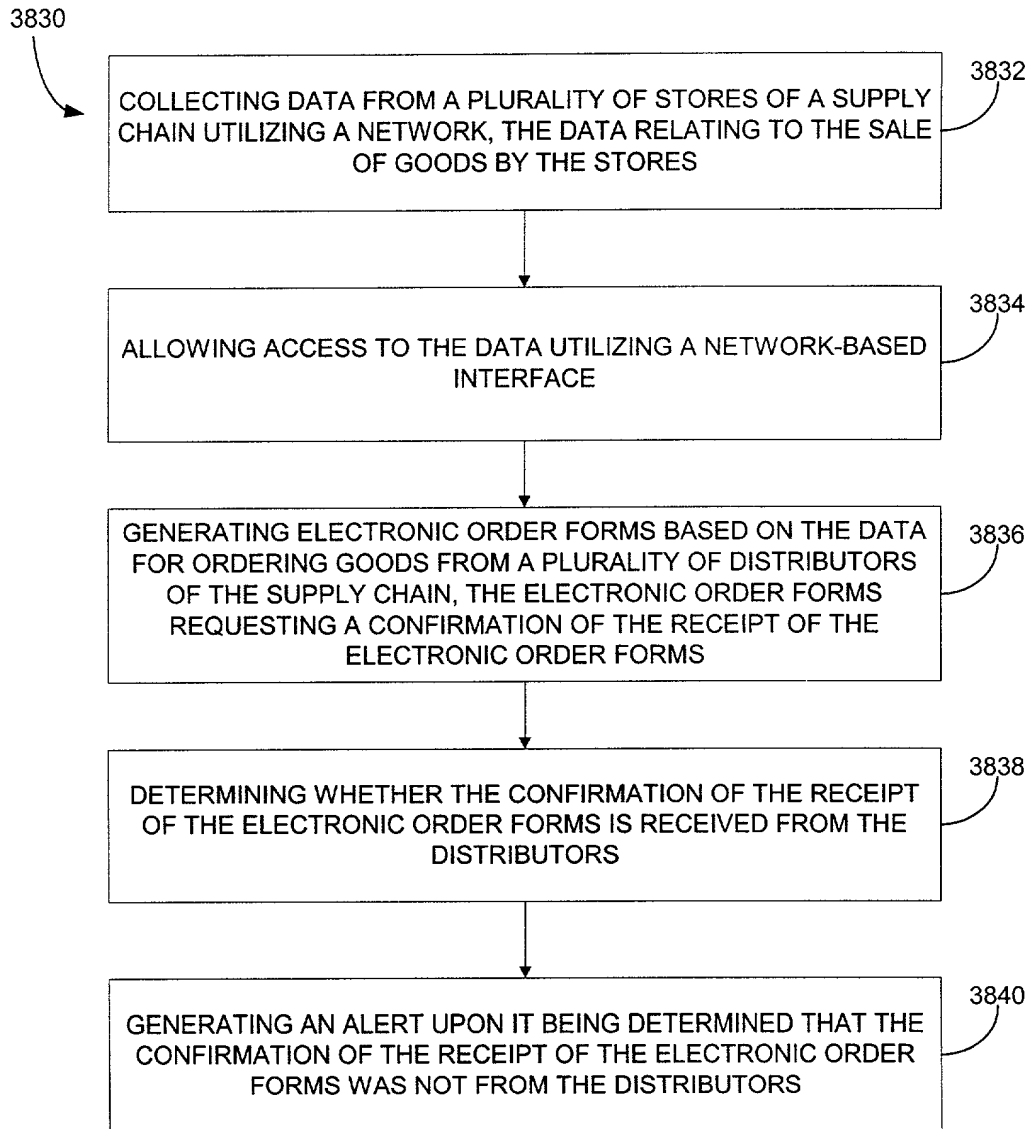 3830
3832
COLLECTING DATA FROM A PLURALITY OF STORES OF A SUPPLY
CHAIN UTILIZING A NETWORK, THE DATA RELATING TO THE SALE
OF GOODS BY THE STORES
3834
ALLOWING ACCESS TO THE DATA UTILIZING A NETWORK-BASED
INTERFACE
3836
GENERATING ELECTRONIC ORDER FORMS BASED ON THE DATA
FOR ORDERING GOODS FROM A PLURALITY OF DISTRIBUTORS
OF THE SUPPLY CHAIN, THE ELECTRONIC ORDER FORMS
REQUESTING A CONFIRMATION OF THE RECEIPT OF THE
ELECTRONIC ORDER FORMS
3838
DETERMINING WHETHER THE CONFIRMATION OF THE RECEIPT
OF THE ELECTRONIC ORDER FORMS IS RECEIVED FROM THE
DISTRIBUTORS
3840
GENERATING AN ALERT UPON IT BEING DETERMINED THAT THE
CONFIRMATION OF THE RECEIPT OF THE ELECTRONIC ORDER
FORMS WAS NOT FROM THE DISTRIBUTORS